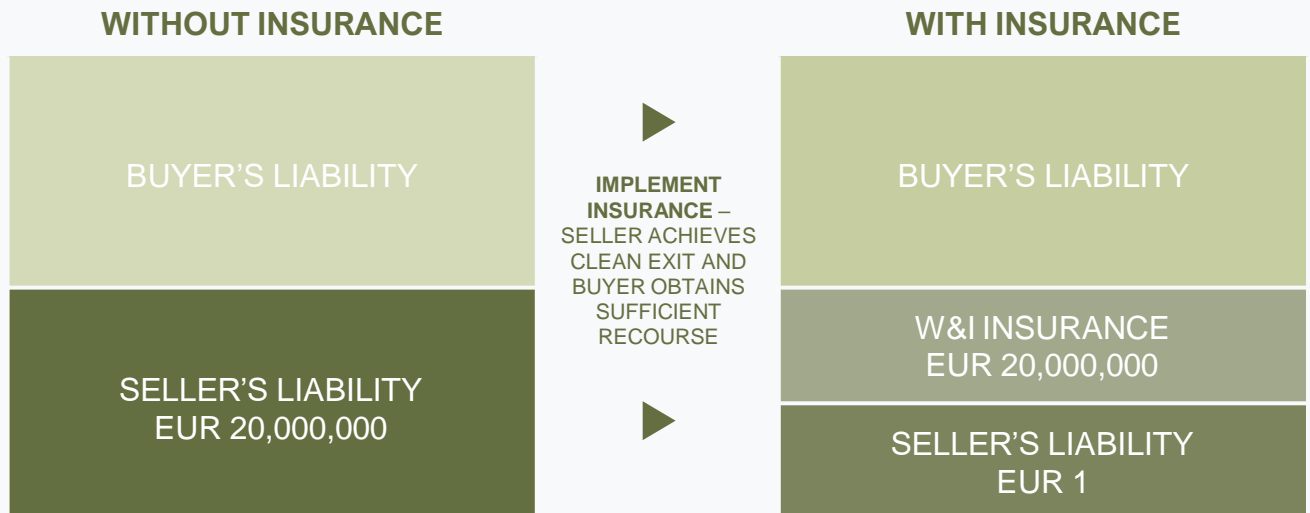 WITHOUT INSURANCE
BUYER'S LIABILITY
SELLER'S LIABILITY
EUR 20,000,000
IMPLEMENT
INSURANCE –
SELLER ACHIEVES
CLEAN EXIT AND
BUYER OBTAINS
SUFFICIENT
RECOURSE
WITH INSURANCE
BUYER'S LIABILITY
W&I INSURANCE
EUR 20,000,000
SELLER'S LIABILITY
EUR 1